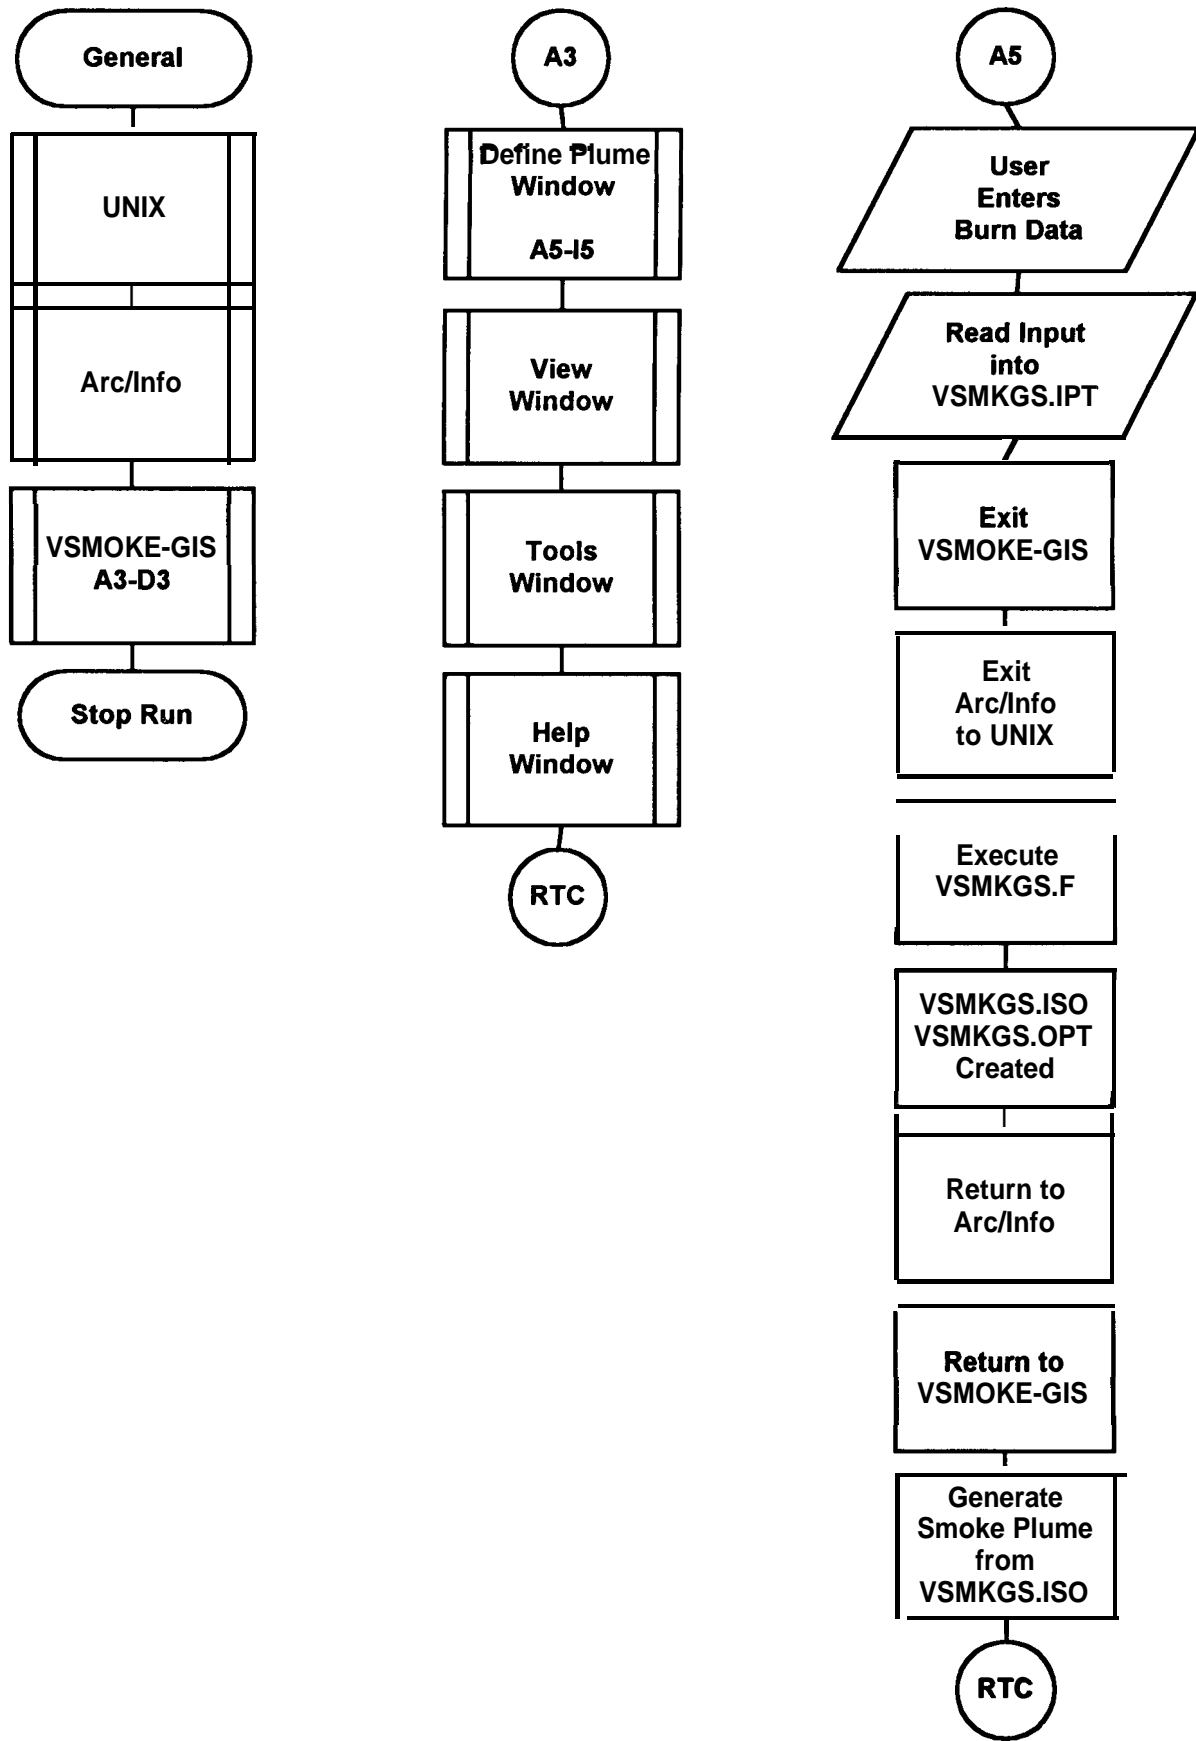 General
UNIX
Arc/Info
VSMOKE-GIS
A3-D3
Stop Run
A3
Define Plume
Window
A5-I5
View
Window
Tools
Window
Help
Window
RTC
A5
User
Enters
Burn Data
Read Input
into
VSMKGS.IPT
Exit
VSMOKE-GIS
Exit
Arc/Info
to UNIX
Execute
VSMKGS.F
VSMKGS.ISO
VSMKGS.OPT
Created
Return to
Arc/Info
Return to
VSMOKE-GIS
Generate
Smoke Plume
from
VSMKGS.ISO
RTC